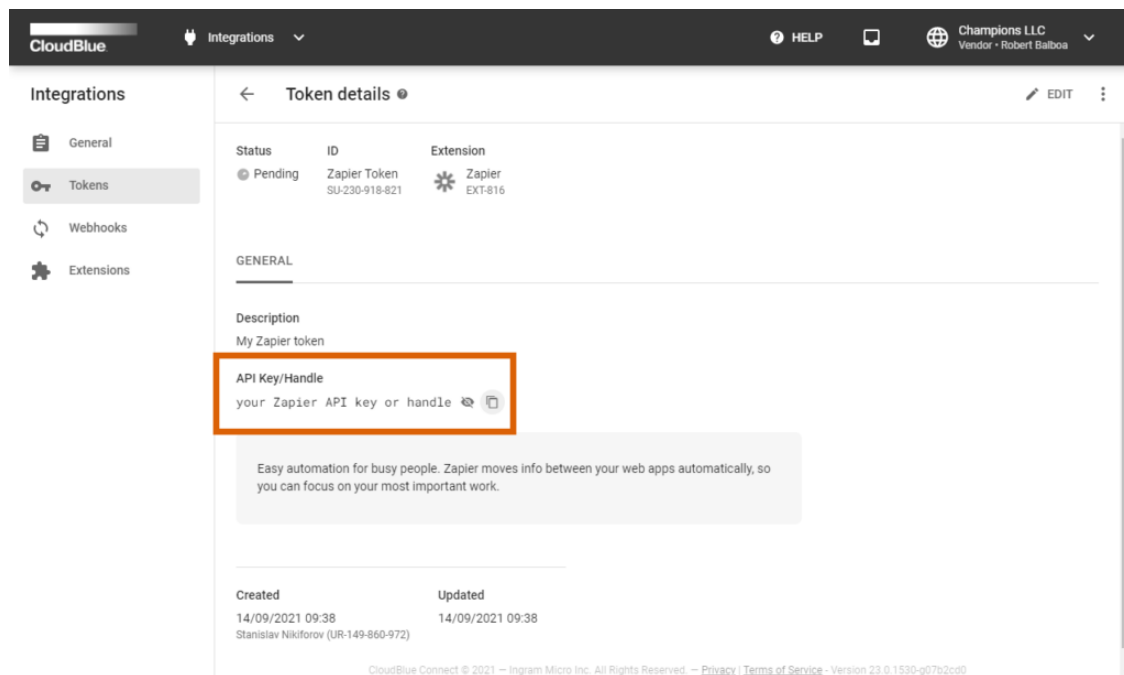 CloudBlue
Integrations
HELP
Champions LLC
Vendor • Robert Balboa
Integrations
General
Tokens
Webhooks
Extensions
Token details
EDIT
Status ID Extension
Pending Zapier Token Zapier
SU-230-918-821 EXT-816
GENERAL
Description
My Zapier token
API Key/Handle
your Zapier API key or handle
Easy automation for busy people. Zapier moves info between your web apps automatically, so
you can focus on your most important work.
Created Updated
14/09/2021 09:38 14/09/2021 09:38
Stanislav Nikiforov (UR-149-860-972)
CloudBlue Connect © 2021 — Ingram Micro Inc. All Rights Reserved. — Privacy | Terms of Service - Version 23.0.1530-g07b2cd0